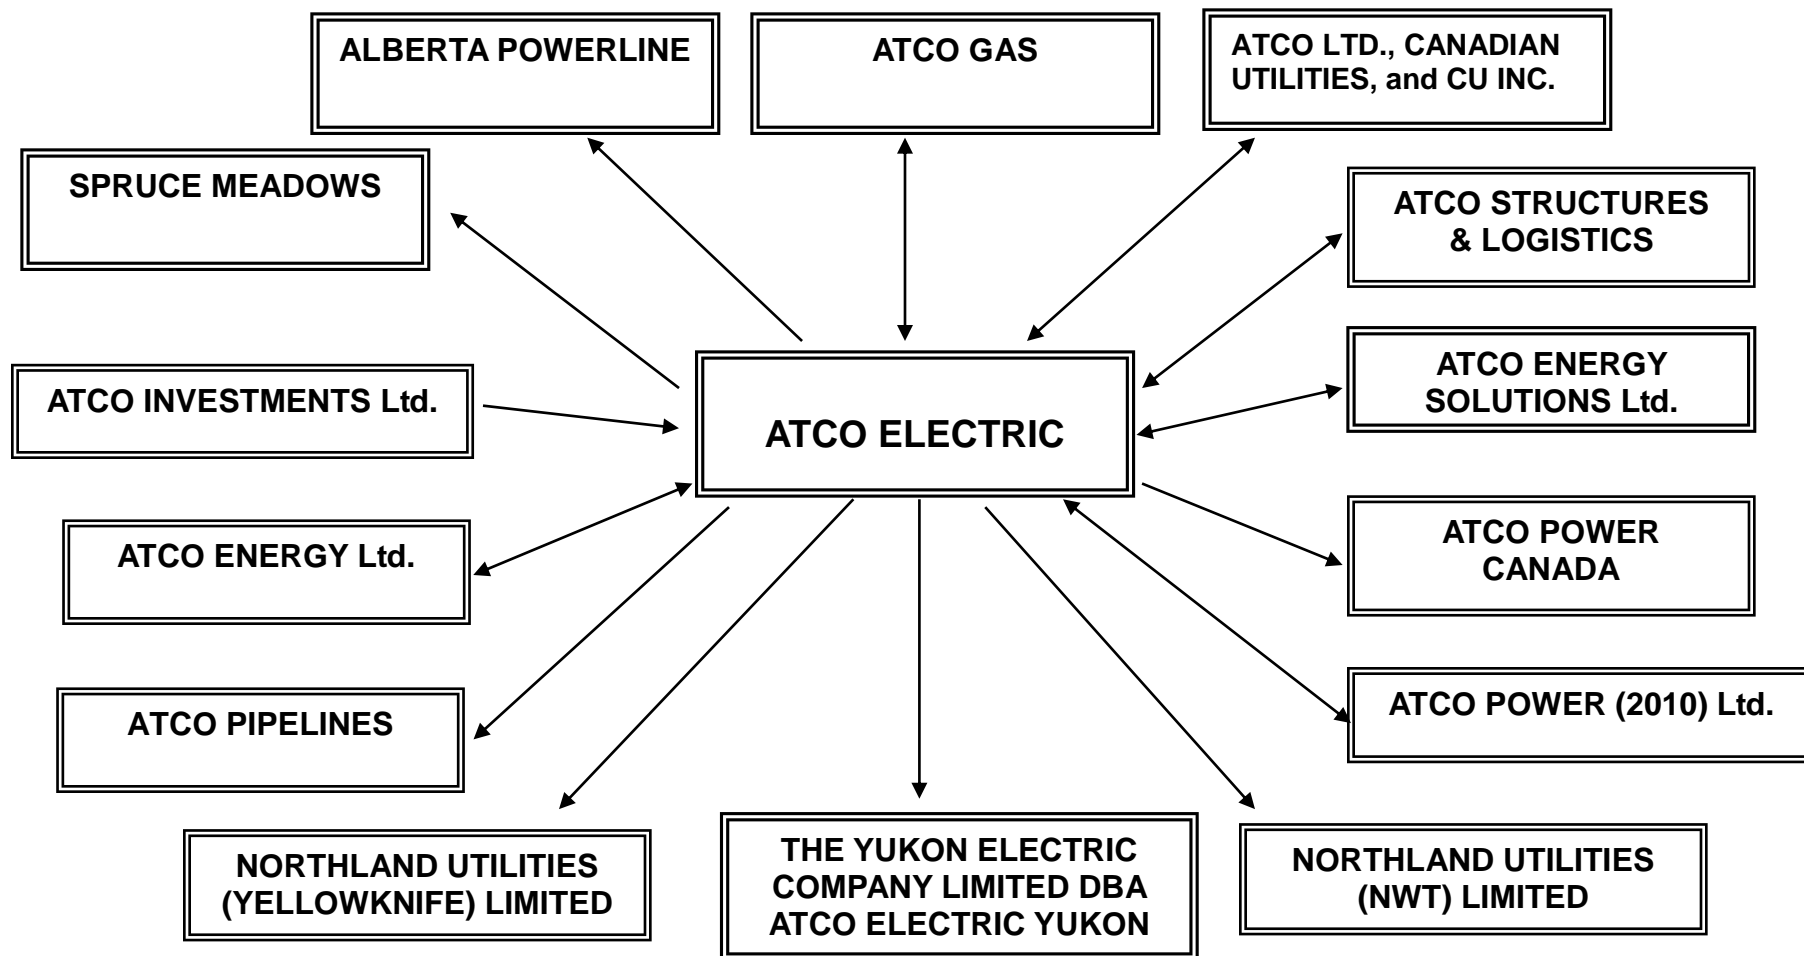 ALBERTA POWERLINE
ATCO GAS
ATCO LTD., CANADIAN
UTILITIES, and CU INC.
SPRUCE MEADOWS
ATCO STRUCTURES
& LOGISTICS
ATCO INVESTMENTS Ltd.
ATCO ELECTRIC
ATCO ENERGY
SOLUTIONS Ltd.
ATCO ENERGY Ltd.
ATCO POWER
CANADA
ATCO PIPELINES
ATCO POWER (2010) Ltd.
NORTHLAND UTILITIES
(YELLOWKNIFE) LIMITED
THE YUKON ELECTRIC
COMPANY LIMITED DBA
ATCO ELECTRIC YUKON
NORTHLAND UTILITIES
(NWT) LIMITED